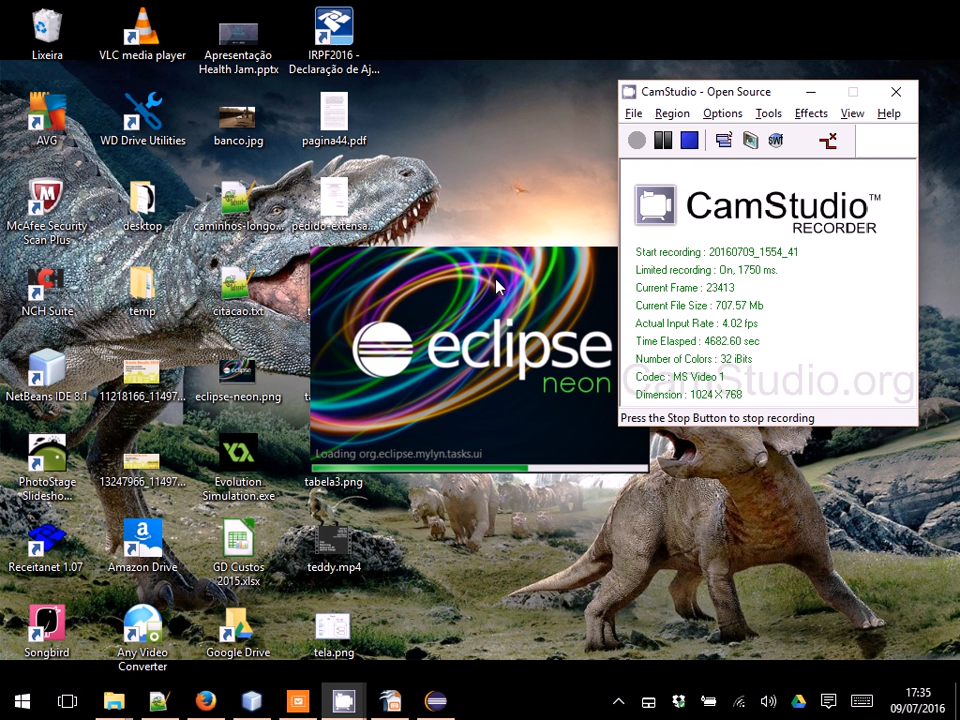 Lixeira
VLC media player
Apresentação
Health Jam.pptx
IRPF2016 -
Declaração de Aj...
AVG
WD Drive Utilities
banco.jpg
pagina44.pdf
McAfee Security
Scan Plus
desktop
caminhos-longo...
pedido-extensa...
NCH Suite
temp
citacao.txt
NetBeans IDE 8.1
11218166_11497...
eclipse-neon.png
PhotoStage
Slidesho...
13247966_11497...
Evolution
Simulation.exe
tabela3.png
Receitanet 1.07
Amazon Drive
GD Custos
2015.xlsx
teddy.mp4
Songbird
Any Video
Converter
Google Drive
tela.png
eclipse
neon
Loading org.eclipse.mylyn.tasks.ui
CamStudio - Open Source
File Region Options Tools Effects View Help
CamStudio™
RECORDER
Start recording : 20160709_1554_41
Limited recording : On, 1750 ms.
Current Frame : 23413
Current File Size : 707.57 Mb
Actual Input Rate : 4.02 fps
Time Elasped : 4682.60 sec
Number of Colors : 32 iBits
Codec : MS Video 1
Dimension : 1024 X 768
CamStudio.org
Press the Stop Button to stop recording
17:35
09/07/2016